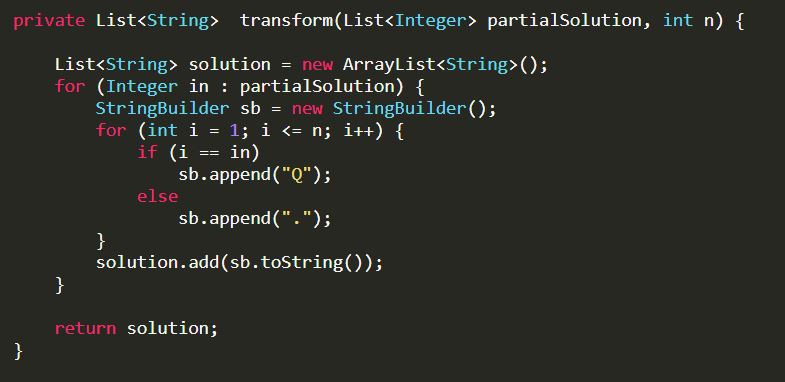 private List<String>  transform(List<Integer> partialSolution, int n) {
    List<String> solution = new ArrayList<String>();
    for (Integer in : partialSolution) {
        StringBuilder sb = new StringBuilder();
        for (int i = 1; i <= n; i++) {
            if (i == in)
                sb.append("Q");
            else
                sb.append(".");
        }
        solution.add(sb.toString());
    }
    return solution;
}